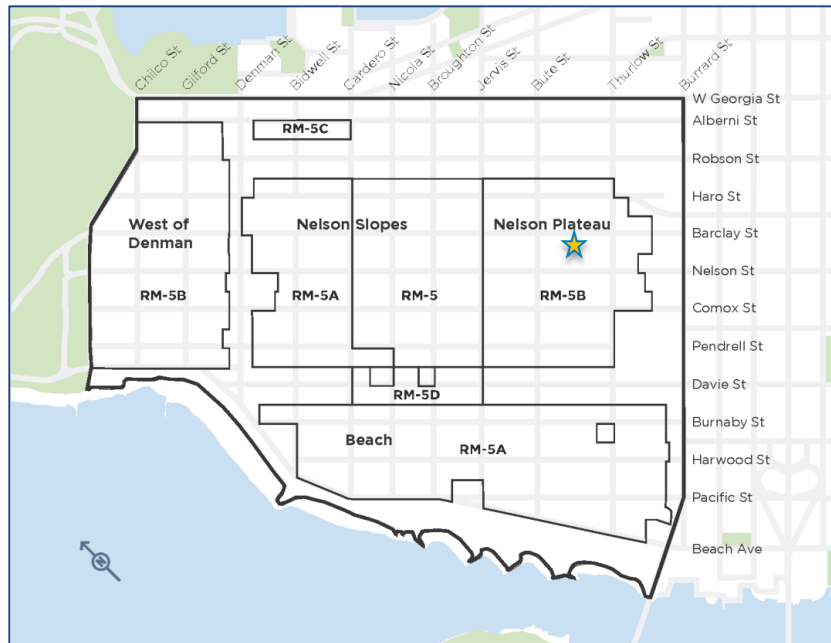 Chilco St
Gilford St
Denman St
Bidwell St
Cardero St
Nicola St
Broughton St
Jervis St
Bute St
Thurlow St
Burrard St
W Georgia St
Alberni St
RM-5C
Robson St
Haro St
West of
Denman
Nelson Slopes
Nelson Plateau
Barclay St
Nelson St
RM-5B
RM-5A
RM-5
RM-5B
Comox St
Pendrell St
Davie St
RM-5D
Burnaby St
Beach
RM-5A
Harwood St
Pacific St
Beach Ave
N